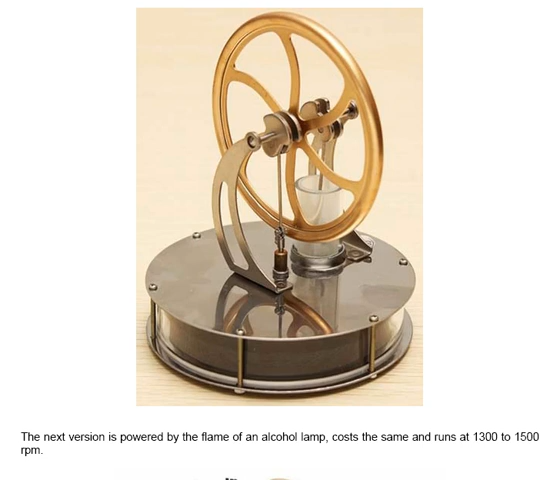 The next version is powered by the flame of an alcohol lamp, costs the same and runs at 1300 to 1500
rpm.